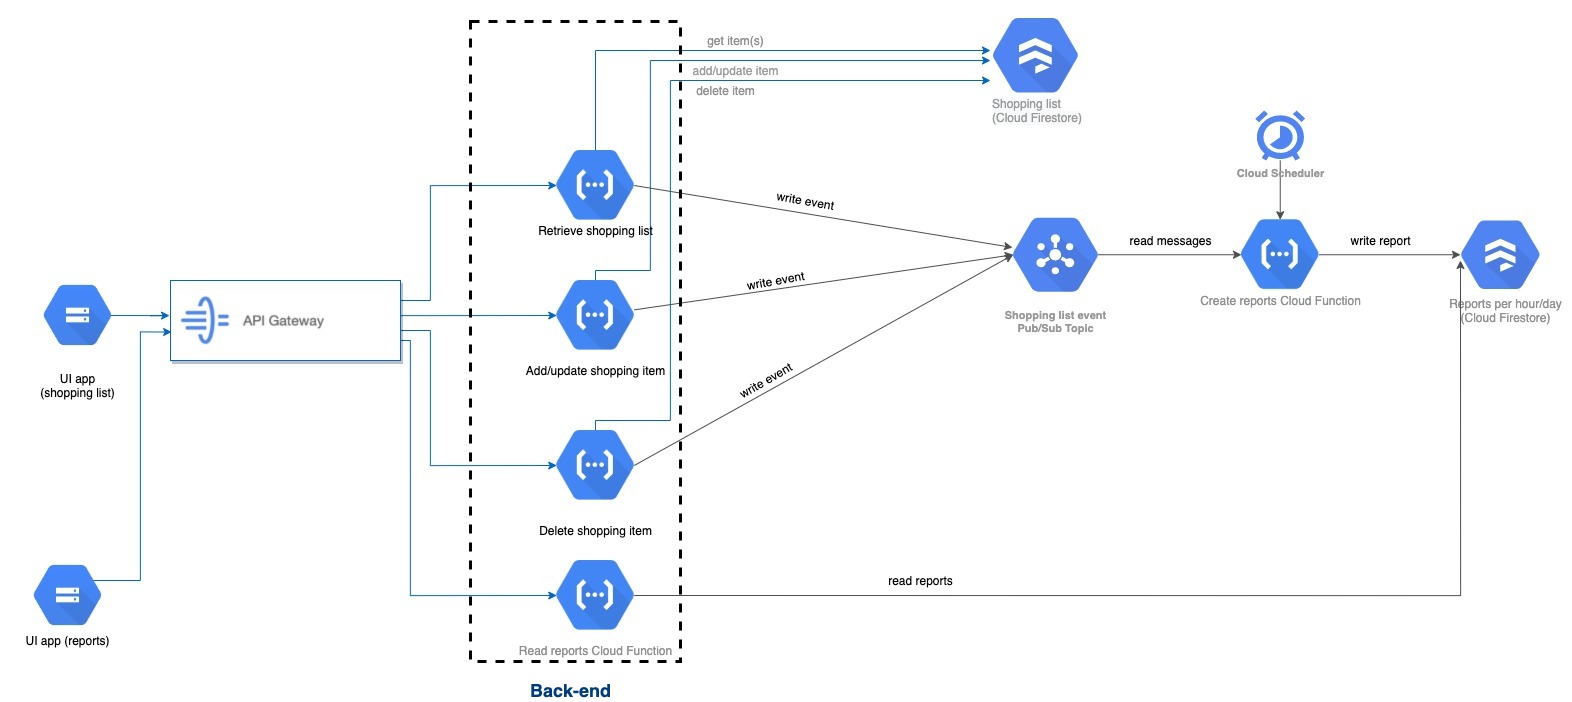 get item(s)
add/update item
delete item
Shopping list
(Cloud Firestore)
Cloud Scheduler
write event
Retrieve shopping list
read messages
write report
write event
Create reports Cloud Function
Reports per hour/day
(Cloud Firestore)
Shopping list event
Pub/Sub Topic
API Gateway
UI app
(shopping list)
Add/update shopping item
write event
Delete shopping item
read reports
UI app (reports)
Read reports Cloud Function
Back-end